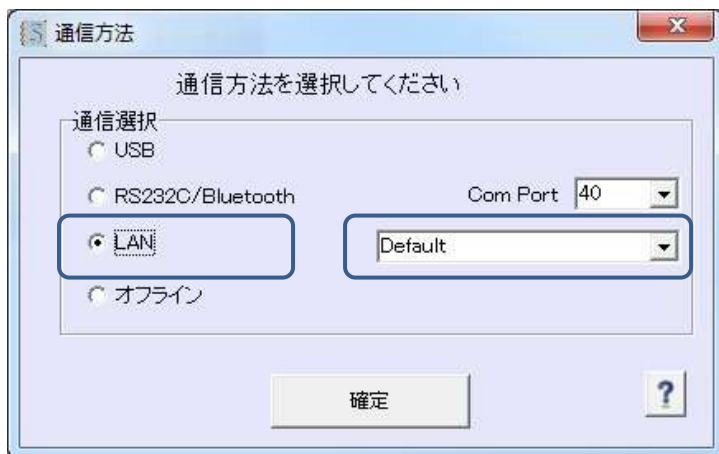 通信方法
通信方法を選択してください
通信選択
USB
RS232C/Bluetooth Com Port 40
LAN Default
オフライン
確定 ?